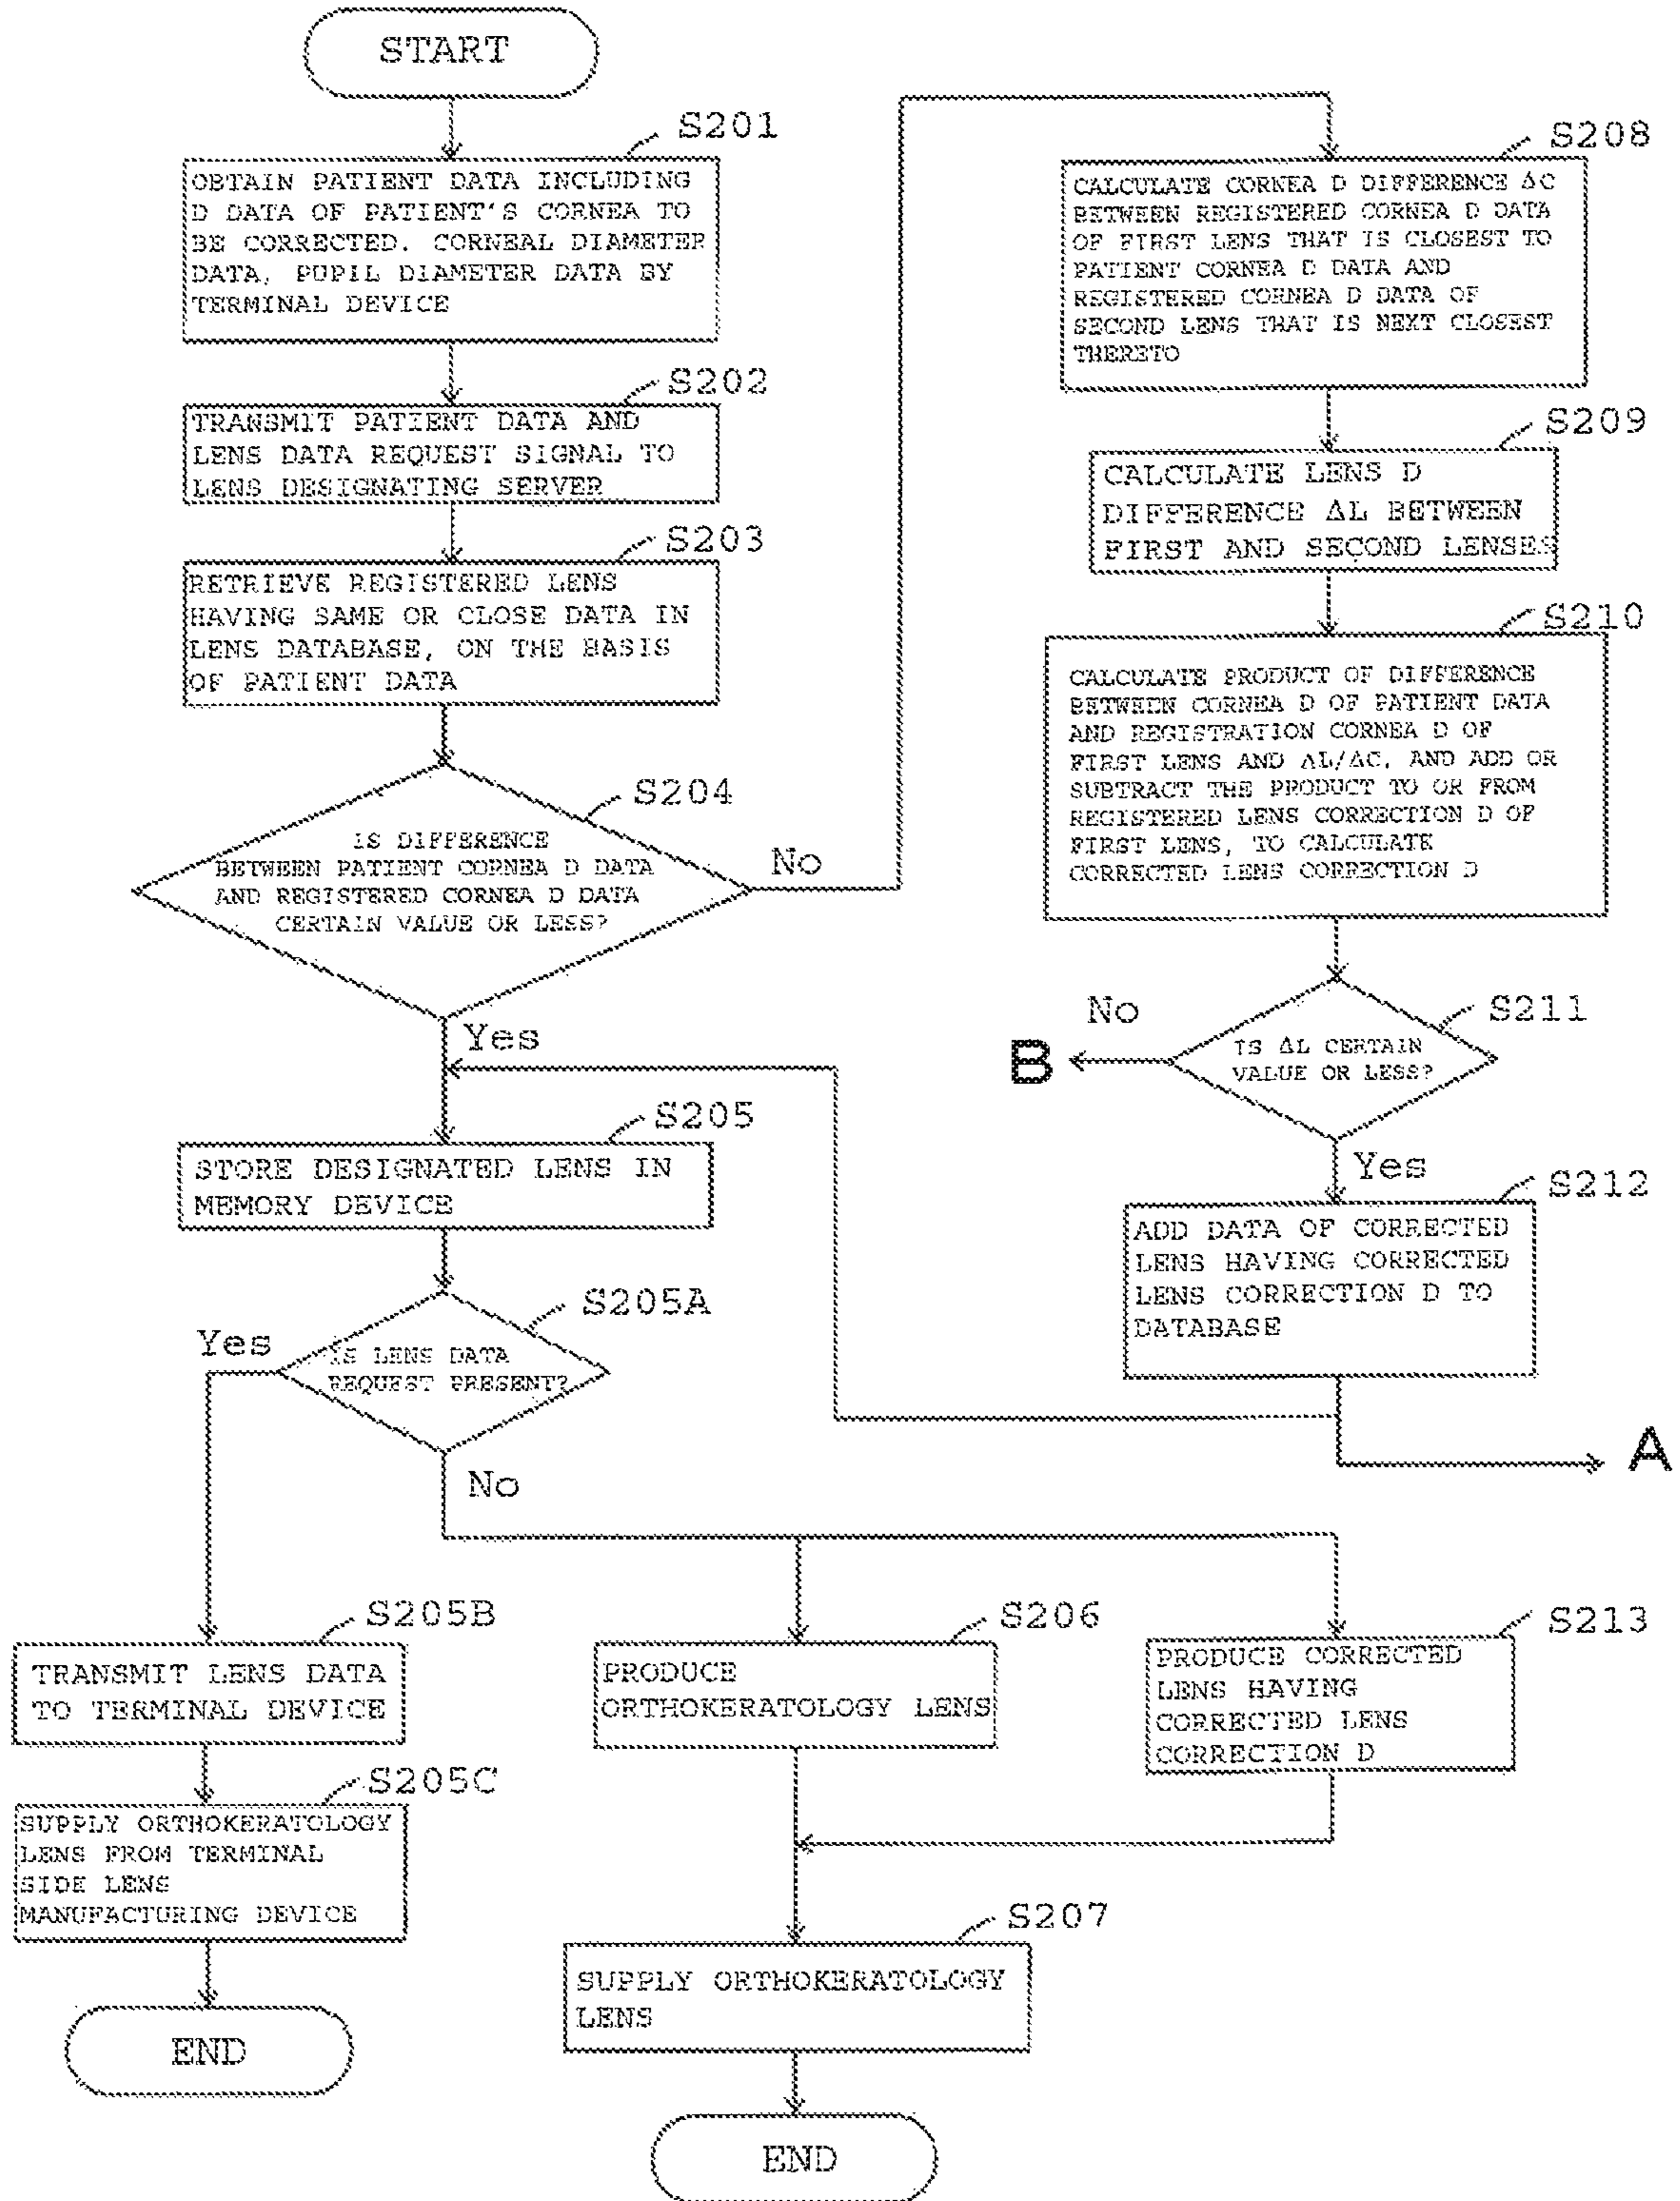 START
S201
OBTAIN PATIENT DATA INCLUDING
D DATA OF PATIENT'S CORNEA TO
BE CORRECTED. CORNEAL DIAMETER
DATA, PUPIL DIAMETER DATA BY
TERMINAL DEVICE
S202
TRANSMIT PATIENT DATA AND
LENS DATA REQUEST SIGNAL TO
LENS DESIGNATING SERVER
S203
RETRIEVE REGISTERED LENS
HAVING SAME OR CLOSE DATA IN
LENS DATABASE, ON THE BASIS
OF PATIENT DATA
S204
IS DIFFERENCE
BETWEEN PATIENT CORNEA D DATA
AND REGISTERED CORNEA D DATA
CERTAIN VALUE OR LESS?
No
Yes
S205
STORE DESIGNATED LENS IN
MEMORY DEVICE
S205A
IS LENS DATA
REQUEST PRESENT?
Yes
No
S205B
TRANSMIT LENS DATA
TO TERMINAL DEVICE
S205C
SUPPLY ORTHOKERATOLOGY
LENS FROM TERMINAL
SIDE LENS
MANUFACTURING DEVICE
END
S206
PRODUCE
ORTHOKERATOLOGY LENS
S207
SUPPLY ORTHOKERATOLOGY
LENS
END
S208
CALCULATE CORNEA D DIFFERENCE ΔC
BETWEEN REGISTERED CORNEA D DATA
OF FIRST LENS THAT IS CLOSEST TO
PATIENT CORNEA D DATA AND
REGISTERED CORNEA D DATA OF
SECOND LENS THAT IS NEXT CLOSEST
THERETO
S209
CALCULATE LENS D
DIFFERENCE ΔL BETWEEN
FIRST AND SECOND LENSES
S210
CALCULATE PRODUCT OF DIFFERENCE
BETWEEN CORNEA D OF PATIENT DATA
AND REGISTRATION CORNEA D OF
FIRST LENS AND ΔL/ΔC, AND ADD OR
SUBTRACT THE PRODUCT TO OR FROM
REGISTERED LENS CORRECTION D OF
FIRST LENS, TO CALCULATE
CORRECTED LENS CORRECTION D
S211
IS ΔL CERTAIN
VALUE OR LESS?
No
B
Yes
S212
ADD DATA OF CORRECTED
LENS HAVING CORRECTED
LENS CORRECTION D TO
DATABASE
A
S213
PRODUCE CORRECTED
LENS HAVING
CORRECTED LENS
CORRECTION D